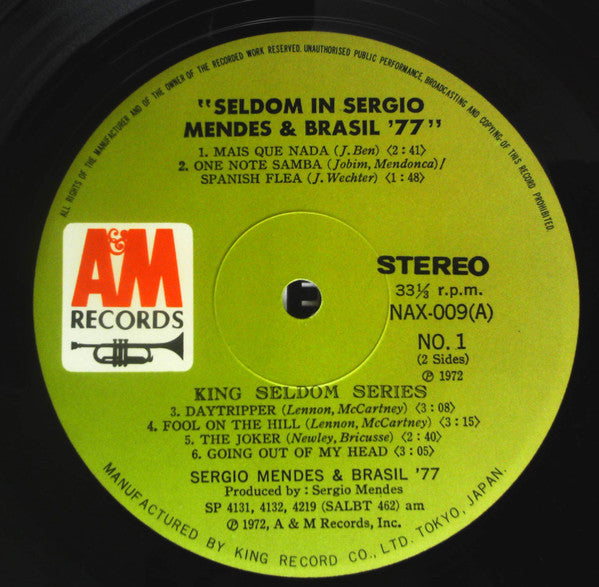 ALL RIGHTS OF THE MANUFACTURER AND OF THE OWNER OF THE RECORDED WORK RESERVED. UNAUTHORISED PUBLIC PERFORMANCE, BROADCASTING AND COPYING OF THIS RECORD PROHIBITED.
"SELDOM IN SERGIO
MENDES & BRASIL '77"
1. MAIS QUE NADA (J. Ben) 〈2 : 41〉
2. ONE NOTE SAMBA (Jobim, Mendonca)/
SPANISH FLEA (J. Wechter) 〈1 : 48〉
A&M
RECORDS
STEREO
33⅓ r.p.m.
NAX-009(A)
NO. 1
(2 Sides)
Ⓟ 1972
KING SELDOM SERIES
3. DAYTRIPPER (Lennon, McCartney) 〈3 : 08〉
4. FOOL ON THE HILL (Lennon, McCartney) 〈3 : 15〉
5. THE JOKER (Newley, Bricusse) 〈2 : 40〉
6. GOING OUT OF MY HEAD 〈3 : 05〉
SERGIO MENDES & BRASIL '77
Produced by : Sergio Mendes
SP 4131, 4132, 4219 (SALBT 462) am
Ⓟ 1972, A & M Records, Inc.
MANUFACTURED BY KING RECORD CO., LTD. TOKYO, JAPAN.